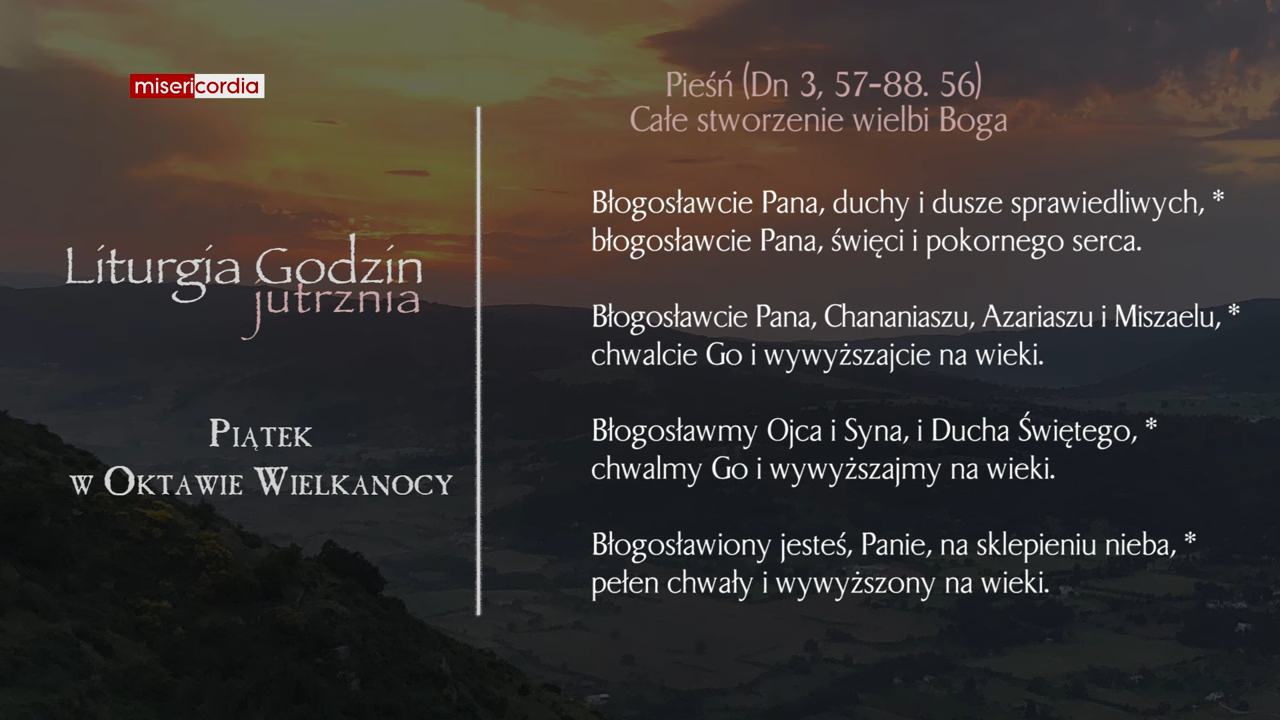 misericordia
Liturgia Godzin
jutrznia
Piątek
w Oktawie Wielkanocy
Pieśń (Dn 3, 57-88. 56)
Całe stworzenie wielbi Boga
Błogosławcie Pana, duchy i dusze sprawiedliwych, *
błogosławcie Pana, święci i pokornego serca.
Błogosławcie Pana, Chananiaszu, Azariaszu i Miszaelu, *
chwalcie Go i wywyższajcie na wieki.
Błogosławmy Ojca i Syna, i Ducha Świętego, *
chwalmy Go i wywyższajmy na wieki.
Błogosławiony jesteś, Panie, na sklepieniu nieba, *
pełen chwały i wywyższony na wieki.